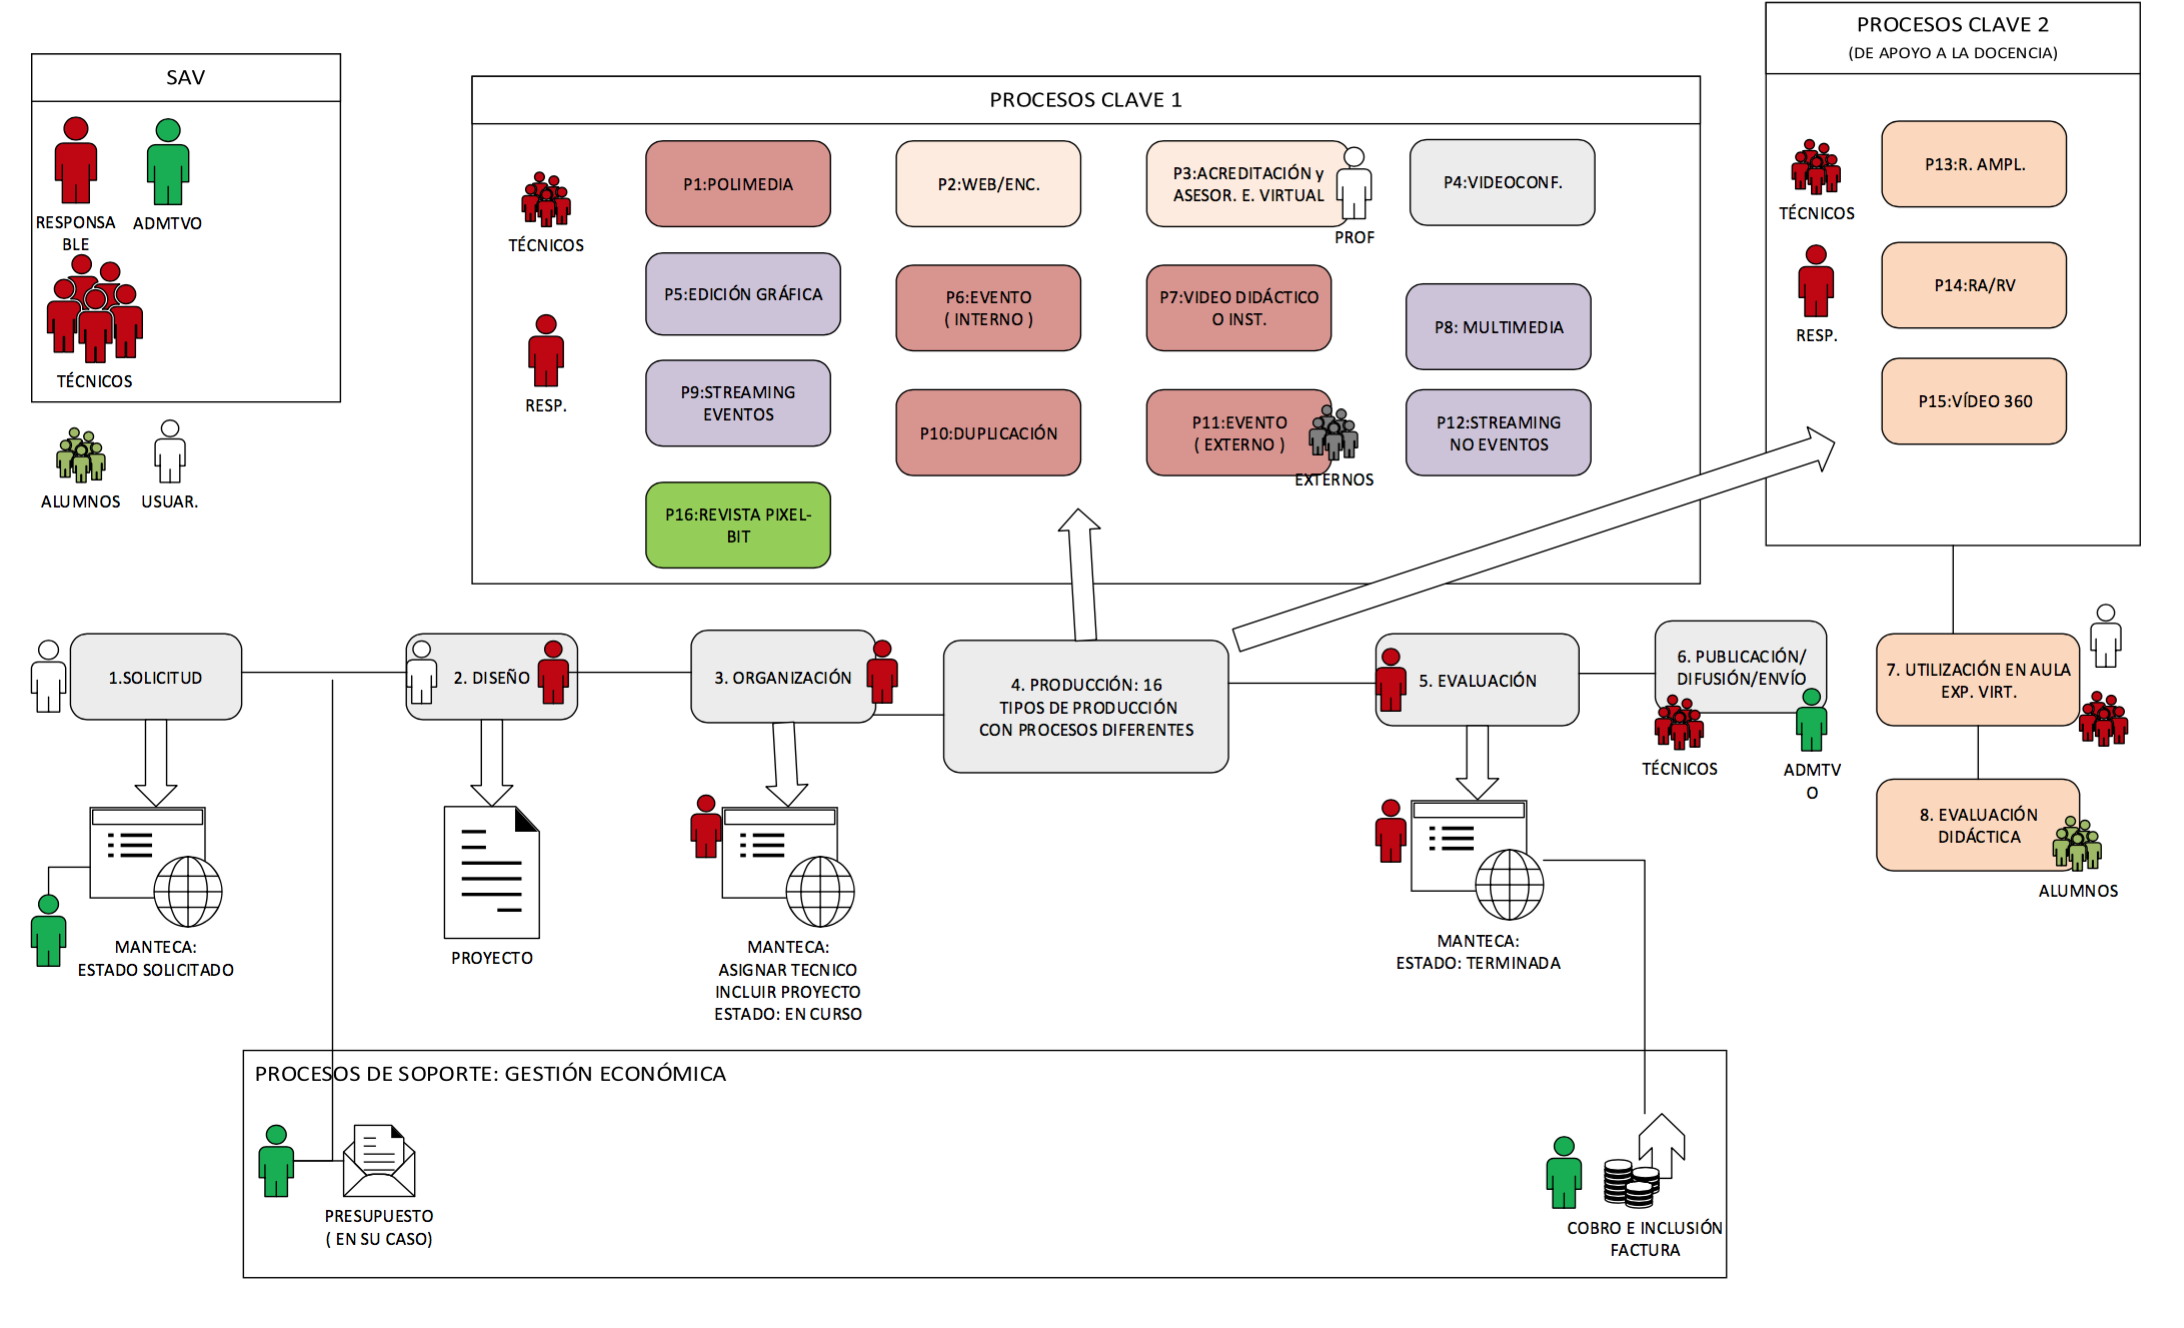 SAV
RESPONSA
BLE
ADMTVO
TÉCNICOS
ALUMNOS
USUAR.
PROCESOS CLAVE 1
TÉCNICOS
RESP.
P1:POLIMEDIA
P2:WEB/ENC.
P3:ACREDITACIÓN y
ASESOR. E. VIRTUAL
PROF
P4:VIDEOCONF.
P5:EDICIÓN GRÁFICA
P6:EVENTO
( INTERNO )
P7:VIDEO DIDÁCTICO
O INST.
P8: MULTIMEDIA
P9:STREAMING
EVENTOS
P10:DUPLICACIÓN
P11:EVENTO
( EXTERNO )
EXTERNOS
P12:STREAMING
NO EVENTOS
P16:REVISTA PIXEL-
BIT
PROCESOS CLAVE 2
(DE APOYO A LA DOCENCIA)
TÉCNICOS
RESP.
P13:R. AMPL.
P14:RA/RV
P15:VÍDEO 360
1.SOLICITUD
2. DISEÑO
3. ORGANIZACIÓN
4. PRODUCCIÓN: 16
TIPOS DE PRODUCCIÓN
CON PROCESOS DIFERENTES
5. EVALUACIÓN
6. PUBLICACIÓN/
DIFUSIÓN/ENVÍO
TÉCNICOS
ADMTV
O
7. UTILIZACIÓN EN AULA
EXP. VIRT.
8. EVALUACIÓN
DIDÁCTICA
ALUMNOS
MANTECA:
ESTADO SOLICITADO
PROYECTO
MANTECA:
ASIGNAR TECNICO
INCLUIR PROYECTO
ESTADO: EN CURSO
MANTECA:
ESTADO: TERMINADA
PROCESOS DE SOPORTE: GESTIÓN ECONÓMICA
PRESUPUESTO
( EN SU CASO)
COBRO E INCLUSIÓN
FACTURA